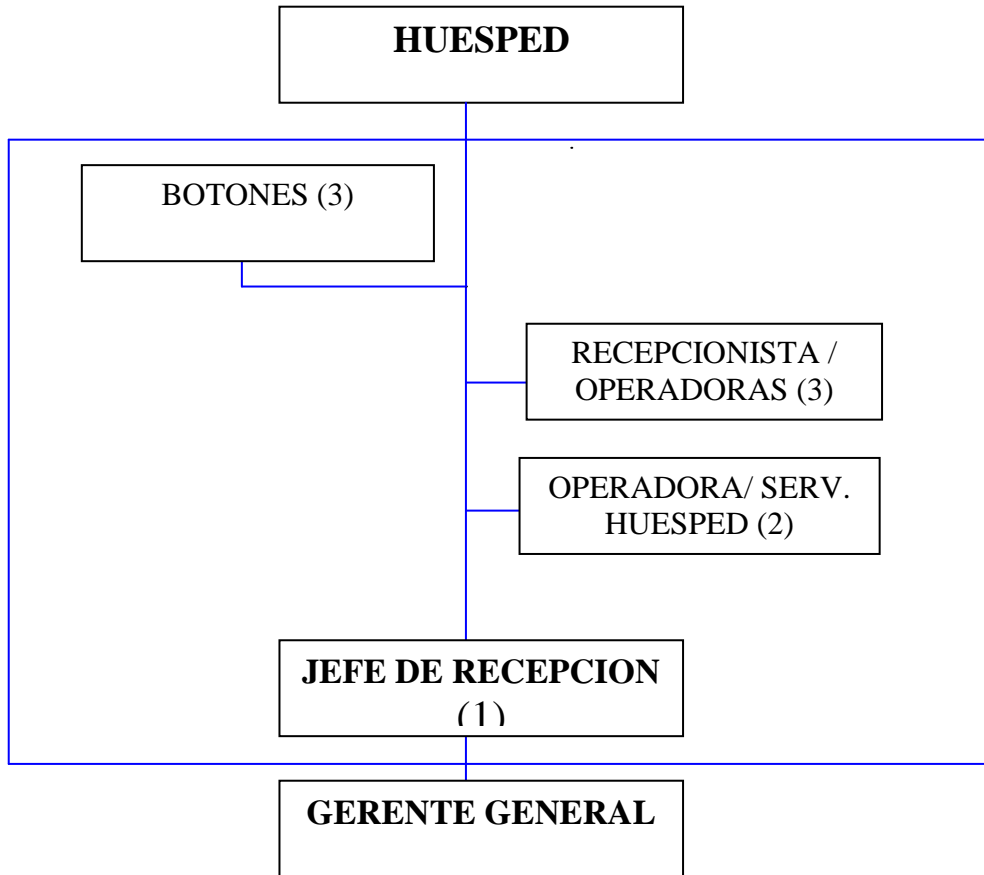 HUESPED
BOTONES (3)
RECEPCIONISTA /
OPERADORAS (3)
OPERADORA/ SERV.
HUESPED (2)
JEFE DE RECEPCION
(1)
GERENTE GENERAL